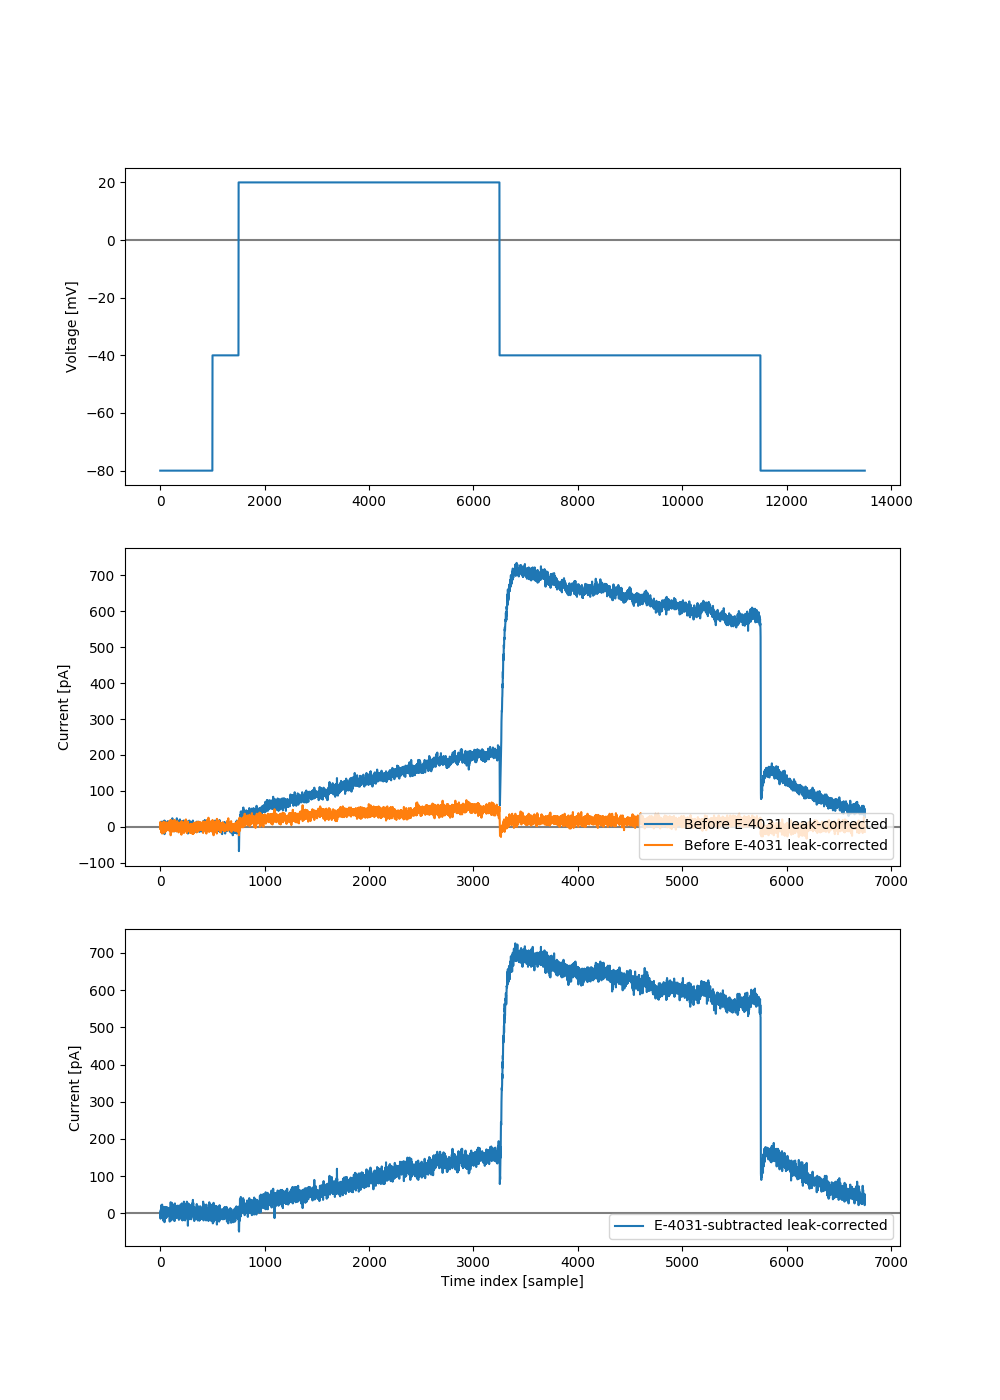 20
0
−20
−40
−60
−80
Voltage [mV]
0 2000 4000 6000 8000 10000 12000 14000
700
600
500
400
300
200
100
0
−100
Current [pA]
Before E-4031 leak-corrected
Before E-4031 leak-corrected
0 1000 2000 3000 4000 5000 6000 7000
700
600
500
400
300
200
100
0
Current [pA]
E-4031-subtracted leak-corrected
0 1000 2000 3000 4000 5000 6000 7000
Time index [sample]